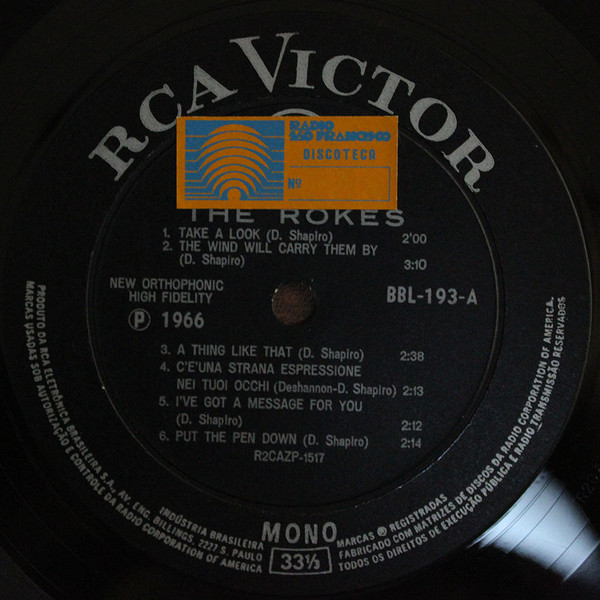 RCA VICTOR
RADIO
SÃO FRANCISCO
DISCOTECA
Nº
THE ROKES
1. TAKE A LOOK (D. Shapiro) 2'00
2. THE WIND WILL CARRY THEM BY
(D. Shapiro) 3:10
NEW ORTHOPHONIC
HIGH FIDELITY
BBL-193-A
℗ 1966
3. A THING LIKE THAT (D. Shapiro) 2:38
4. C'E'UNA STRANA ESPRESSIONE
NEI TUOI OCCHI (Deshannon-D. Shapiro) 2:13
5. I'VE GOT A MESSAGE FOR YOU
(D. Shapiro) 2:12
6. PUT THE PEN DOWN (D. Shapiro) 2:14
R2CAZP-1517
MONO
33⅓
PRODUTO DA RCA ELETRÔNICA BRASILEIRA S.A., AV. ENG. BILLINGS, 2227 S. PAULO
INDÚSTRIA BRASILEIRA
MARCAS USADAS SOB AUTORIZAÇÃO E CONTROLE DA RADIO CORPORATION OF AMERICA
MARCAS ® REGISTRADAS
FABRICADO COM MATRIZES DE DISCOS DA RADIO CORPORATION OF AMERICA.
TODOS OS DIREITOS DE EXECUÇÃO PÚBLICA E RADIO TRANSMISSÃO RESERVADOS